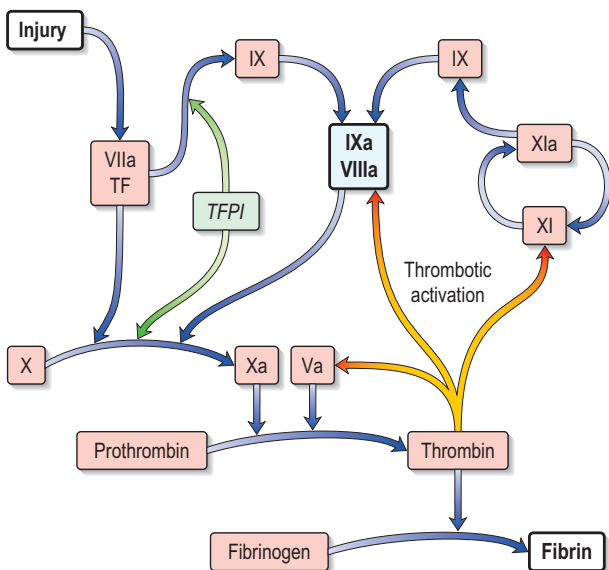 Injury
IX
IX
VIIa
TF
IXa
VIIIa
XIa
TFPI
XI
Thrombotic
activation
X
Xa
Va
Prothrombin
Thrombin
Fibrinogen
Fibrin